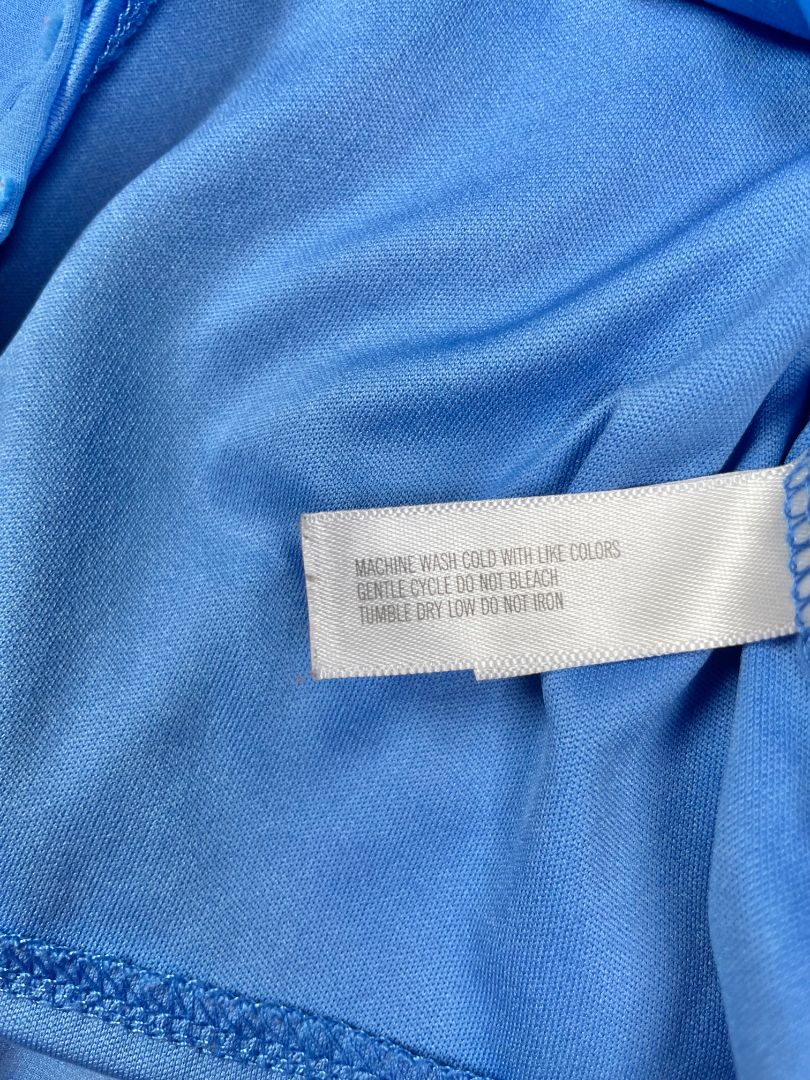 MACHINE WASH COLD WITH LIKE COLORS
GENTLE CYCLE DO NOT BLEACH
TUMBLE DRY LOW DO NOT IRON